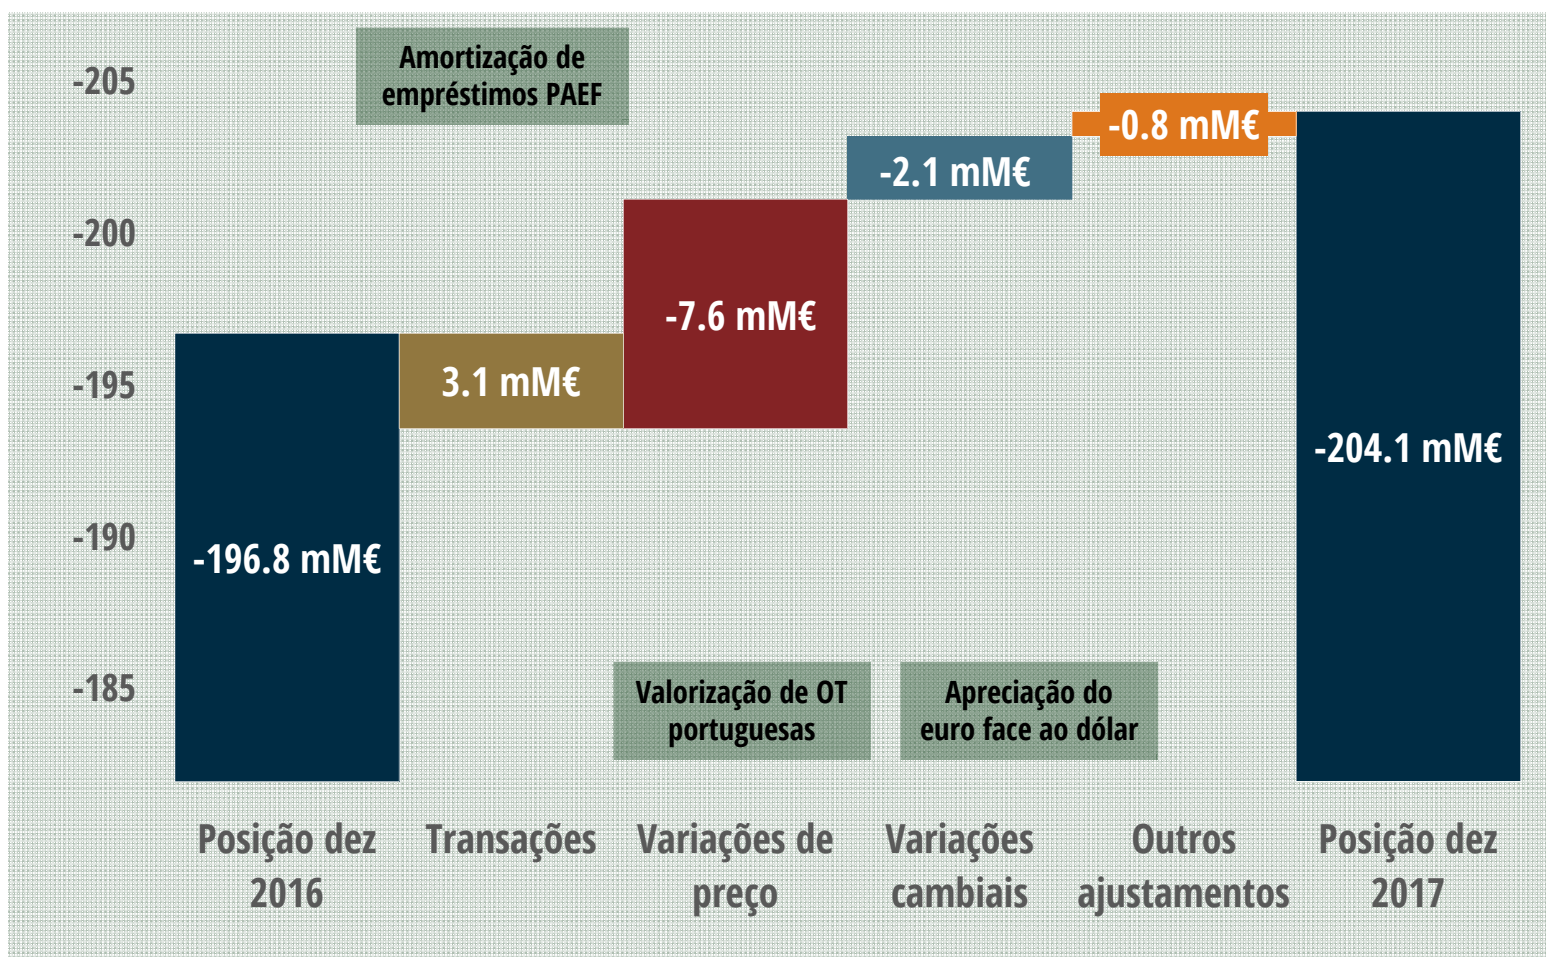 Amortização de
empréstimos PAEF
-205
-200
-195
-190
-185
-196.8 mM€
3.1 mM€
-7.6 mM€
-2.1 mM€
-0.8 mM€
-204.1 mM€
Valorização de OT
portuguesas
Apreciação do
euro face ao dólar
Posição dez
2016
Transações
Variações de
preço
Variações
cambiais
Outros
ajustamentos
Posição dez
2017